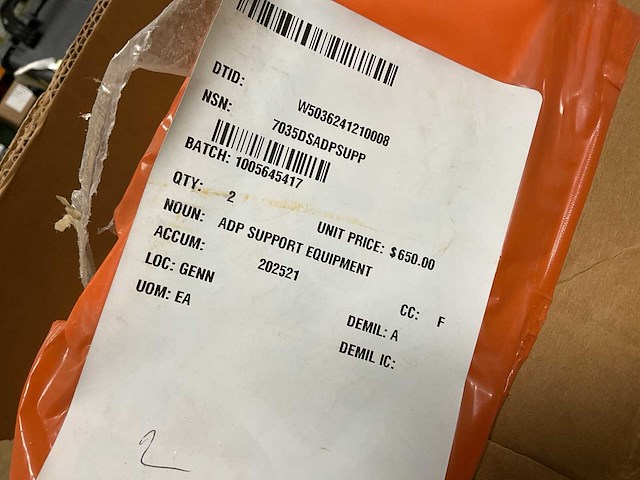 DTID: W5036241210008
NSN: 7035DSADPSUPP
BATCH: 1005645417
QTY: 2 UNIT PRICE: $650.00
NOUN: ADP SUPPORT EQUIPMENT
ACCUM: 202521
LOC: GENN CC: F
UOM: EA DEMIL: A
DEMIL IC:
2